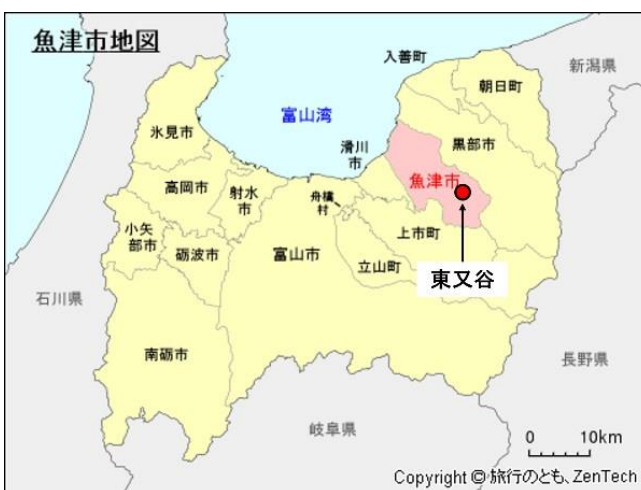 魚津市地図
入善町
朝日町
新潟県
氷見市
富山湾
滑川
市
黒部市
魚津市
高岡市
射水
市
舟橋
村
小矢
部市
砺波市
富山市
上市町
立山町
東又谷
石川県
南砺市
長野県
岐阜県
0 10km
Copyright © 旅行のとも、ZenTech